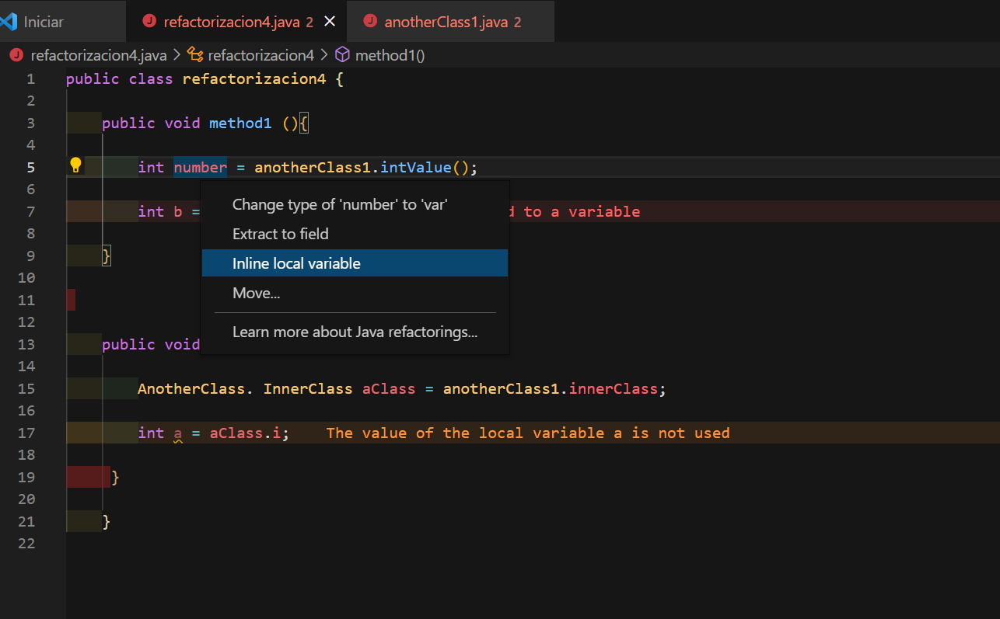 Iniciar
refactorizacion4.java 2
anotherClass1.java 2
refactorizacion4.java > refactorizacion4 > method1()
1 public class refactorizacion4 {
2
3 public void method1 (){
4
5 int number = anotherClass1.intValue();
6
7 int b = d to a variable
8
9 }
10
11
12
13 public void
14
15 AnotherClass. InnerClass aClass = anotherClass1.innerClass;
16
17 int a = aClass.i; The value of the local variable a is not used
18
19 }
20
21 }
22
Change type of 'number' to 'var'
Extract to field
Inline local variable
Move...
Learn more about Java refactorings...